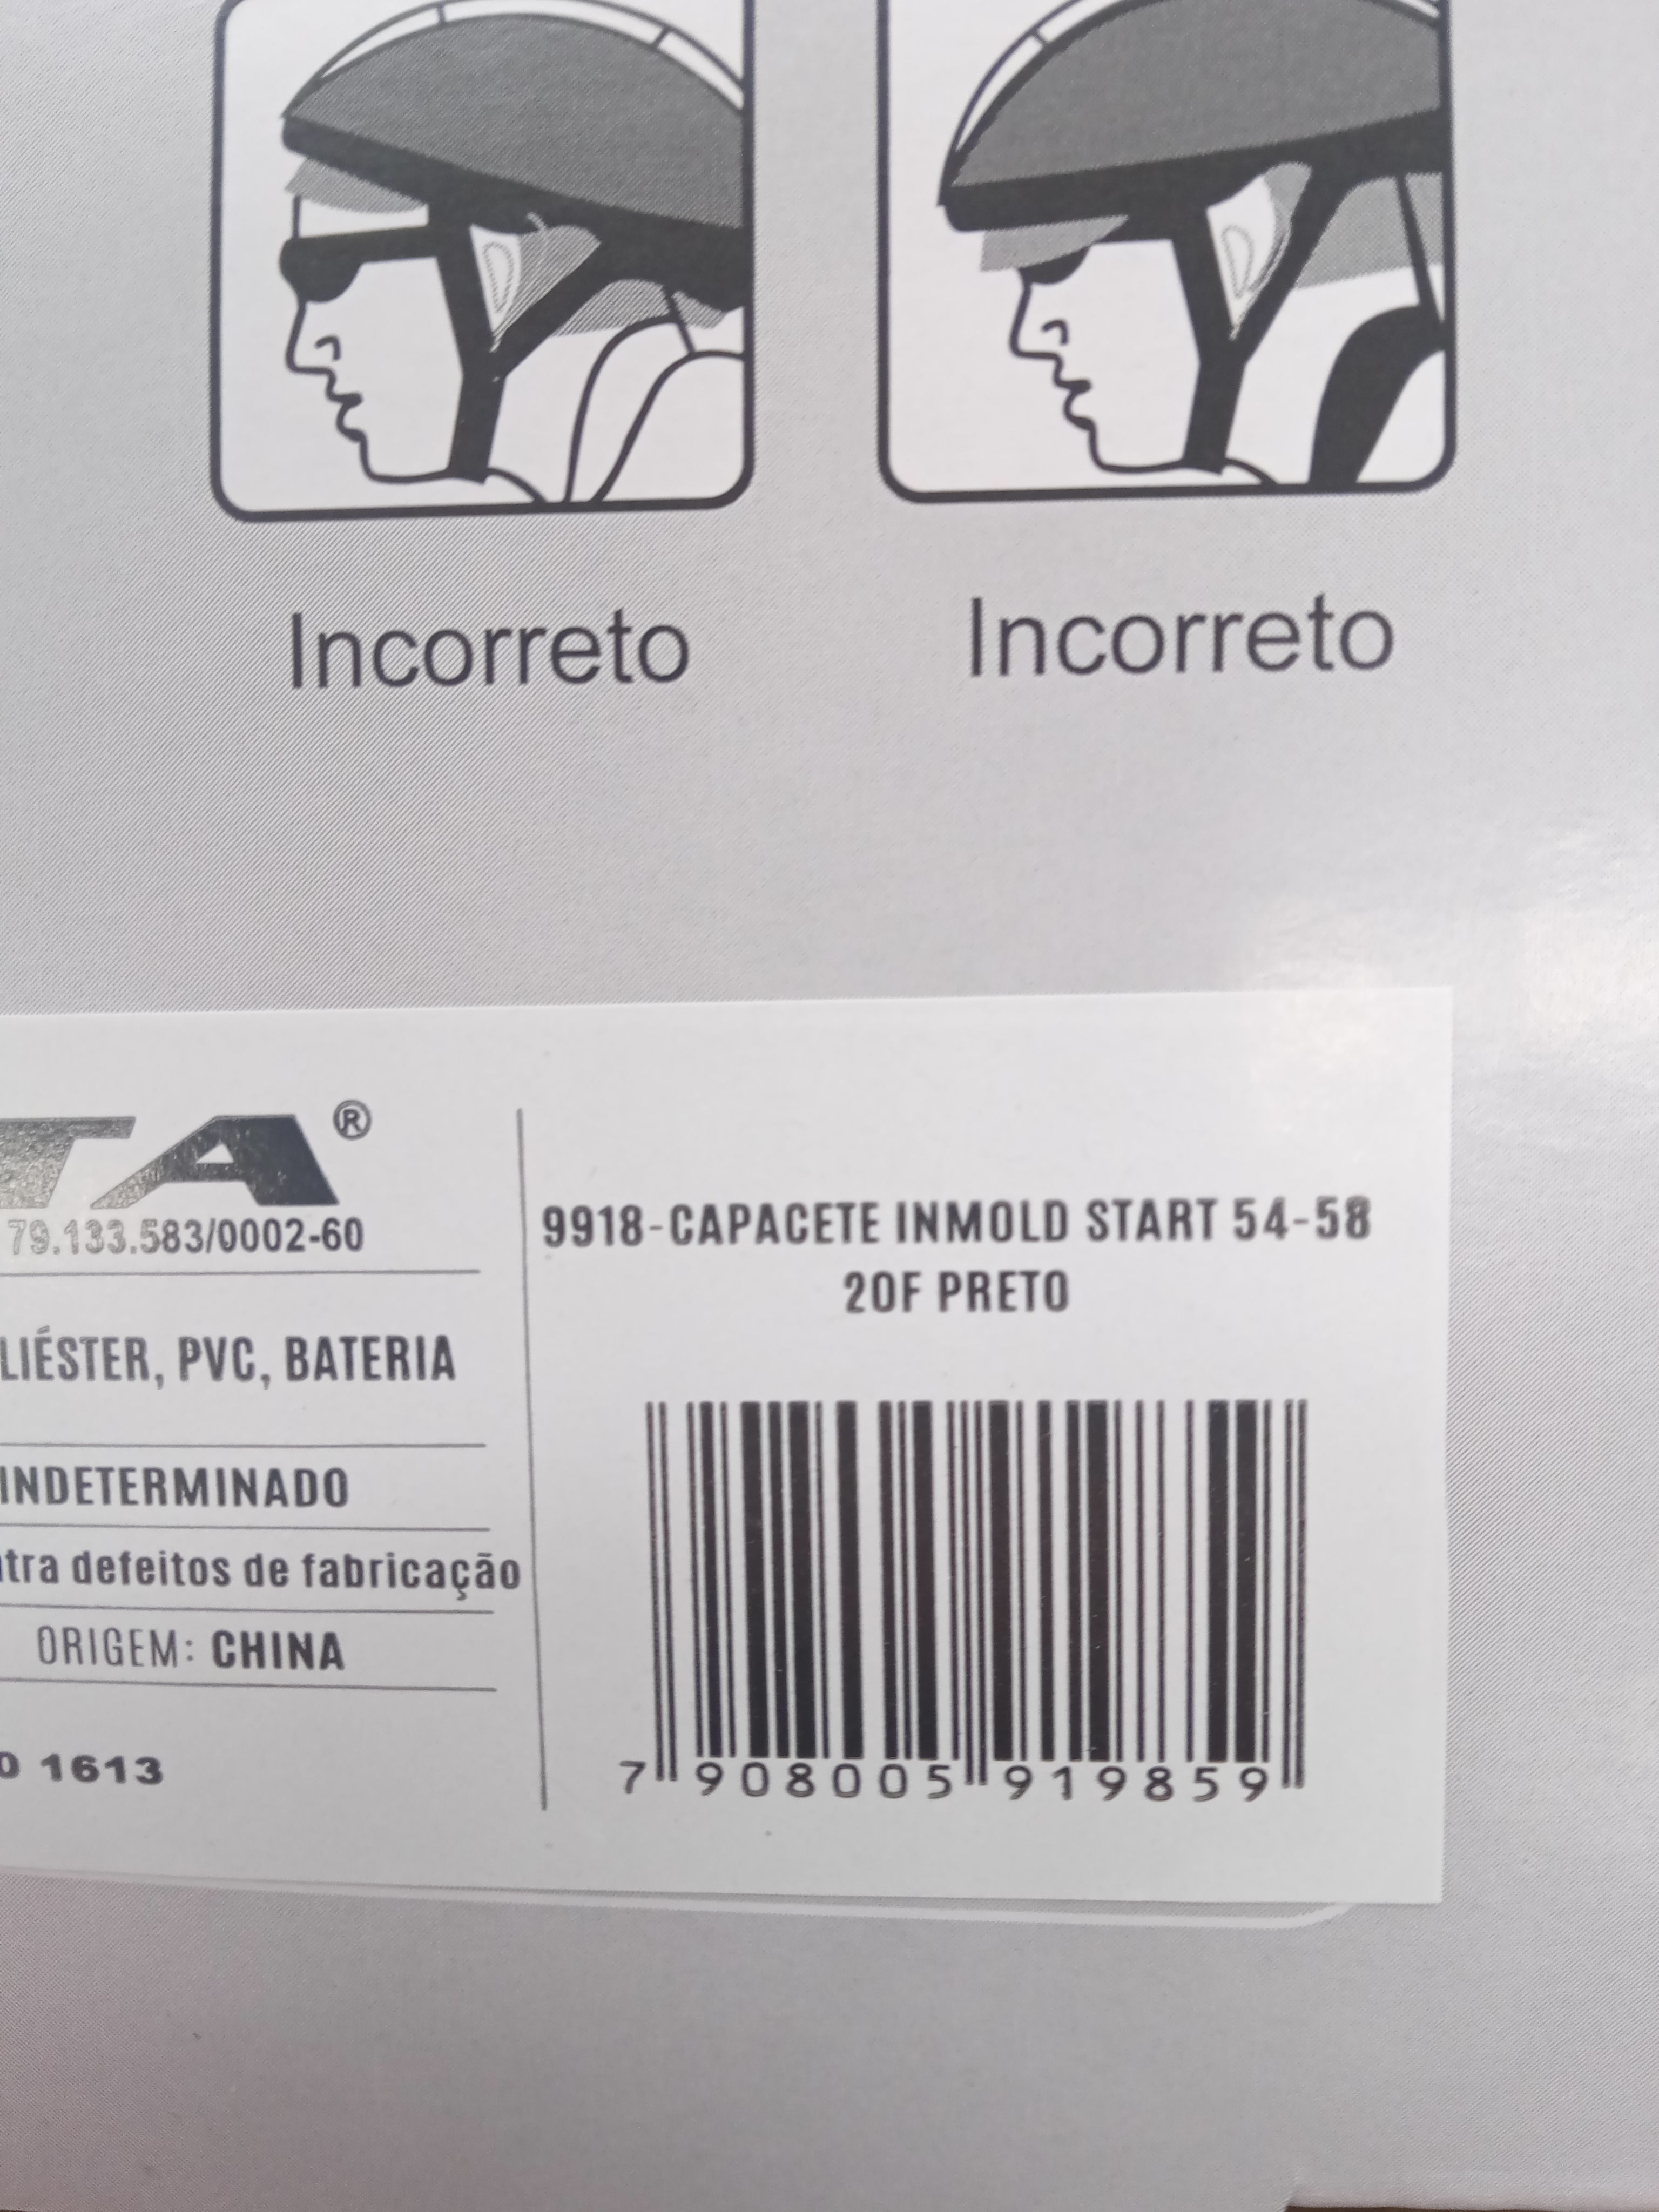 Incorreto Incorreto
TA®
79.133.583/0002-60
LIÉSTER, PVC, BATERIA
INDETERMINADO
tra defeitos de fabricação
ORIGEM: CHINA
O 1613
9918-CAPACETE INMOLD START 54-58
20F PRETO
7 908005 919859